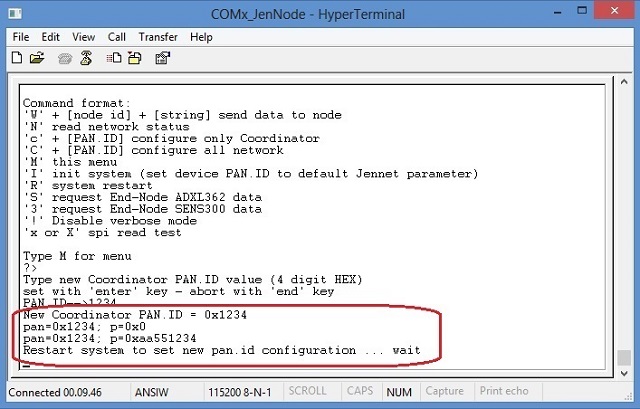 COMx_JenNode - HyperTerminal
File Edit View Call Transfer Help
Command format:
'W' + [node id] + [string] send data to node
'N' read network status
'c' + [PAN.ID] configure only Coordinator
'C' + [PAN.ID] configure all network
'M' this menu
'I' init system (set device PAN.ID to default Jennet parameter)
'R' system restart
'S' request End-Node ADXL362 data
'3' request End-Node SENS300 data
'!' Disable verbose mode
'x or X' spi read test
Type M for menu
?>
Type new Coordinator PAN.ID value (4 digit HEX)
set with 'enter' key - abort with 'end' key
PAN.ID-->1234
New Coordinator PAN.ID = 0x1234
pan=0x1234; p=0x0
pan=0x1234; p=0xaa551234
Restart system to set new pan.id configuration ... wait
Connected 00.09.46 ANSIW 115200 8-N-1 SCROLL CAPS NUM Capture Print echo